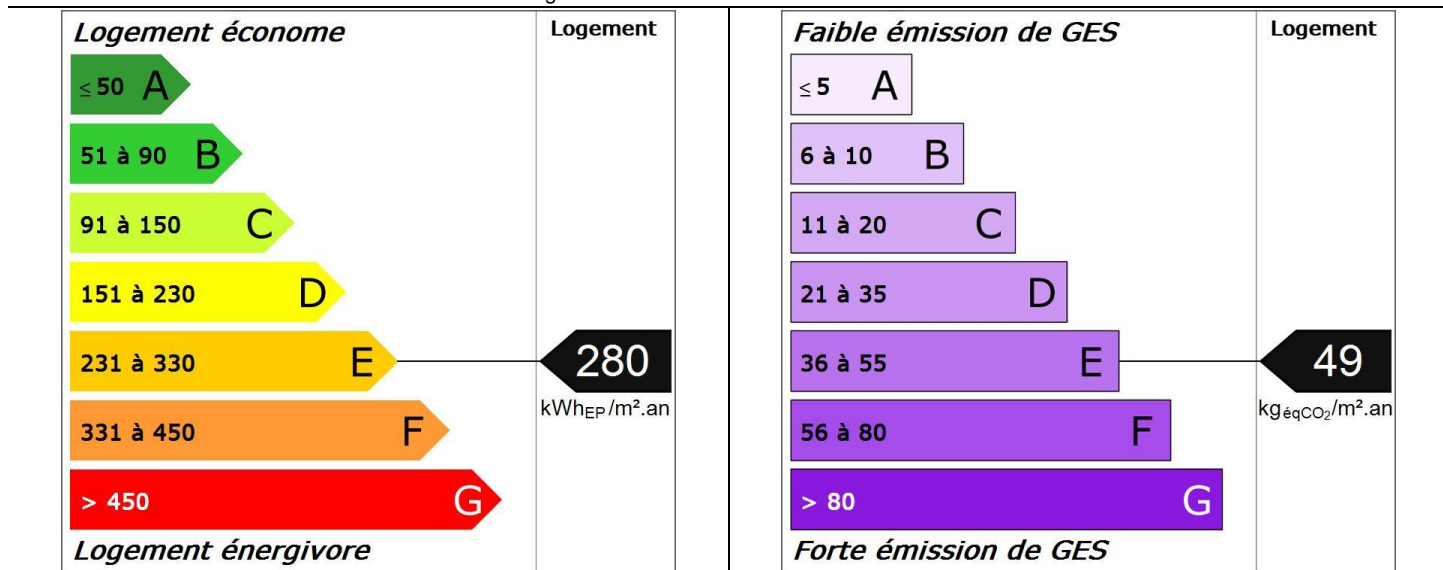 Logement économe
Logement
≤ 50 A
51 à 90 B
91 à 150 C
151 à 230 D
231 à 330 E
280
kWhEP/m².an
331 à 450 F
> 450 G
Logement énergivore
Faible émission de GES
Logement
≤ 5 A
6 à 10 B
11 à 20 C
21 à 35 D
36 à 55 E
49
kgéqCO₂/m².an
56 à 80 F
> 80 G
Forte émission de GES